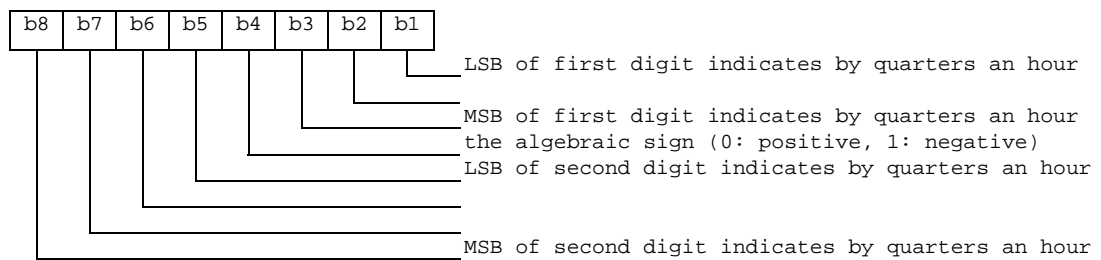 b8 b7 b6 b5 b4 b3 b2 b1
LSB of first digit indicates by quarters an hour
MSB of first digit indicates by quarters an hour
the algebraic sign (0: positive, 1: negative)
LSB of second digit indicates by quarters an hour
MSB of second digit indicates by quarters an hour